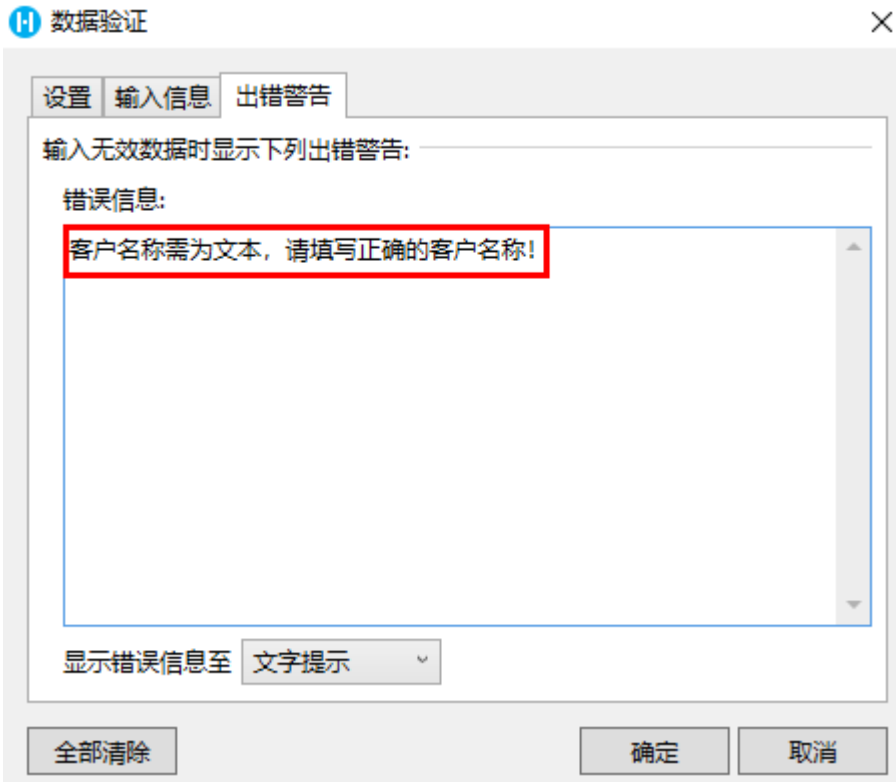 数据验证
设置 输入信息 出错警告
输入无效数据时显示下列出错警告:
错误信息:
客户名称需为文本，请填写正确的客户名称！
显示错误信息至 文字提示
全部清除 确定 取消